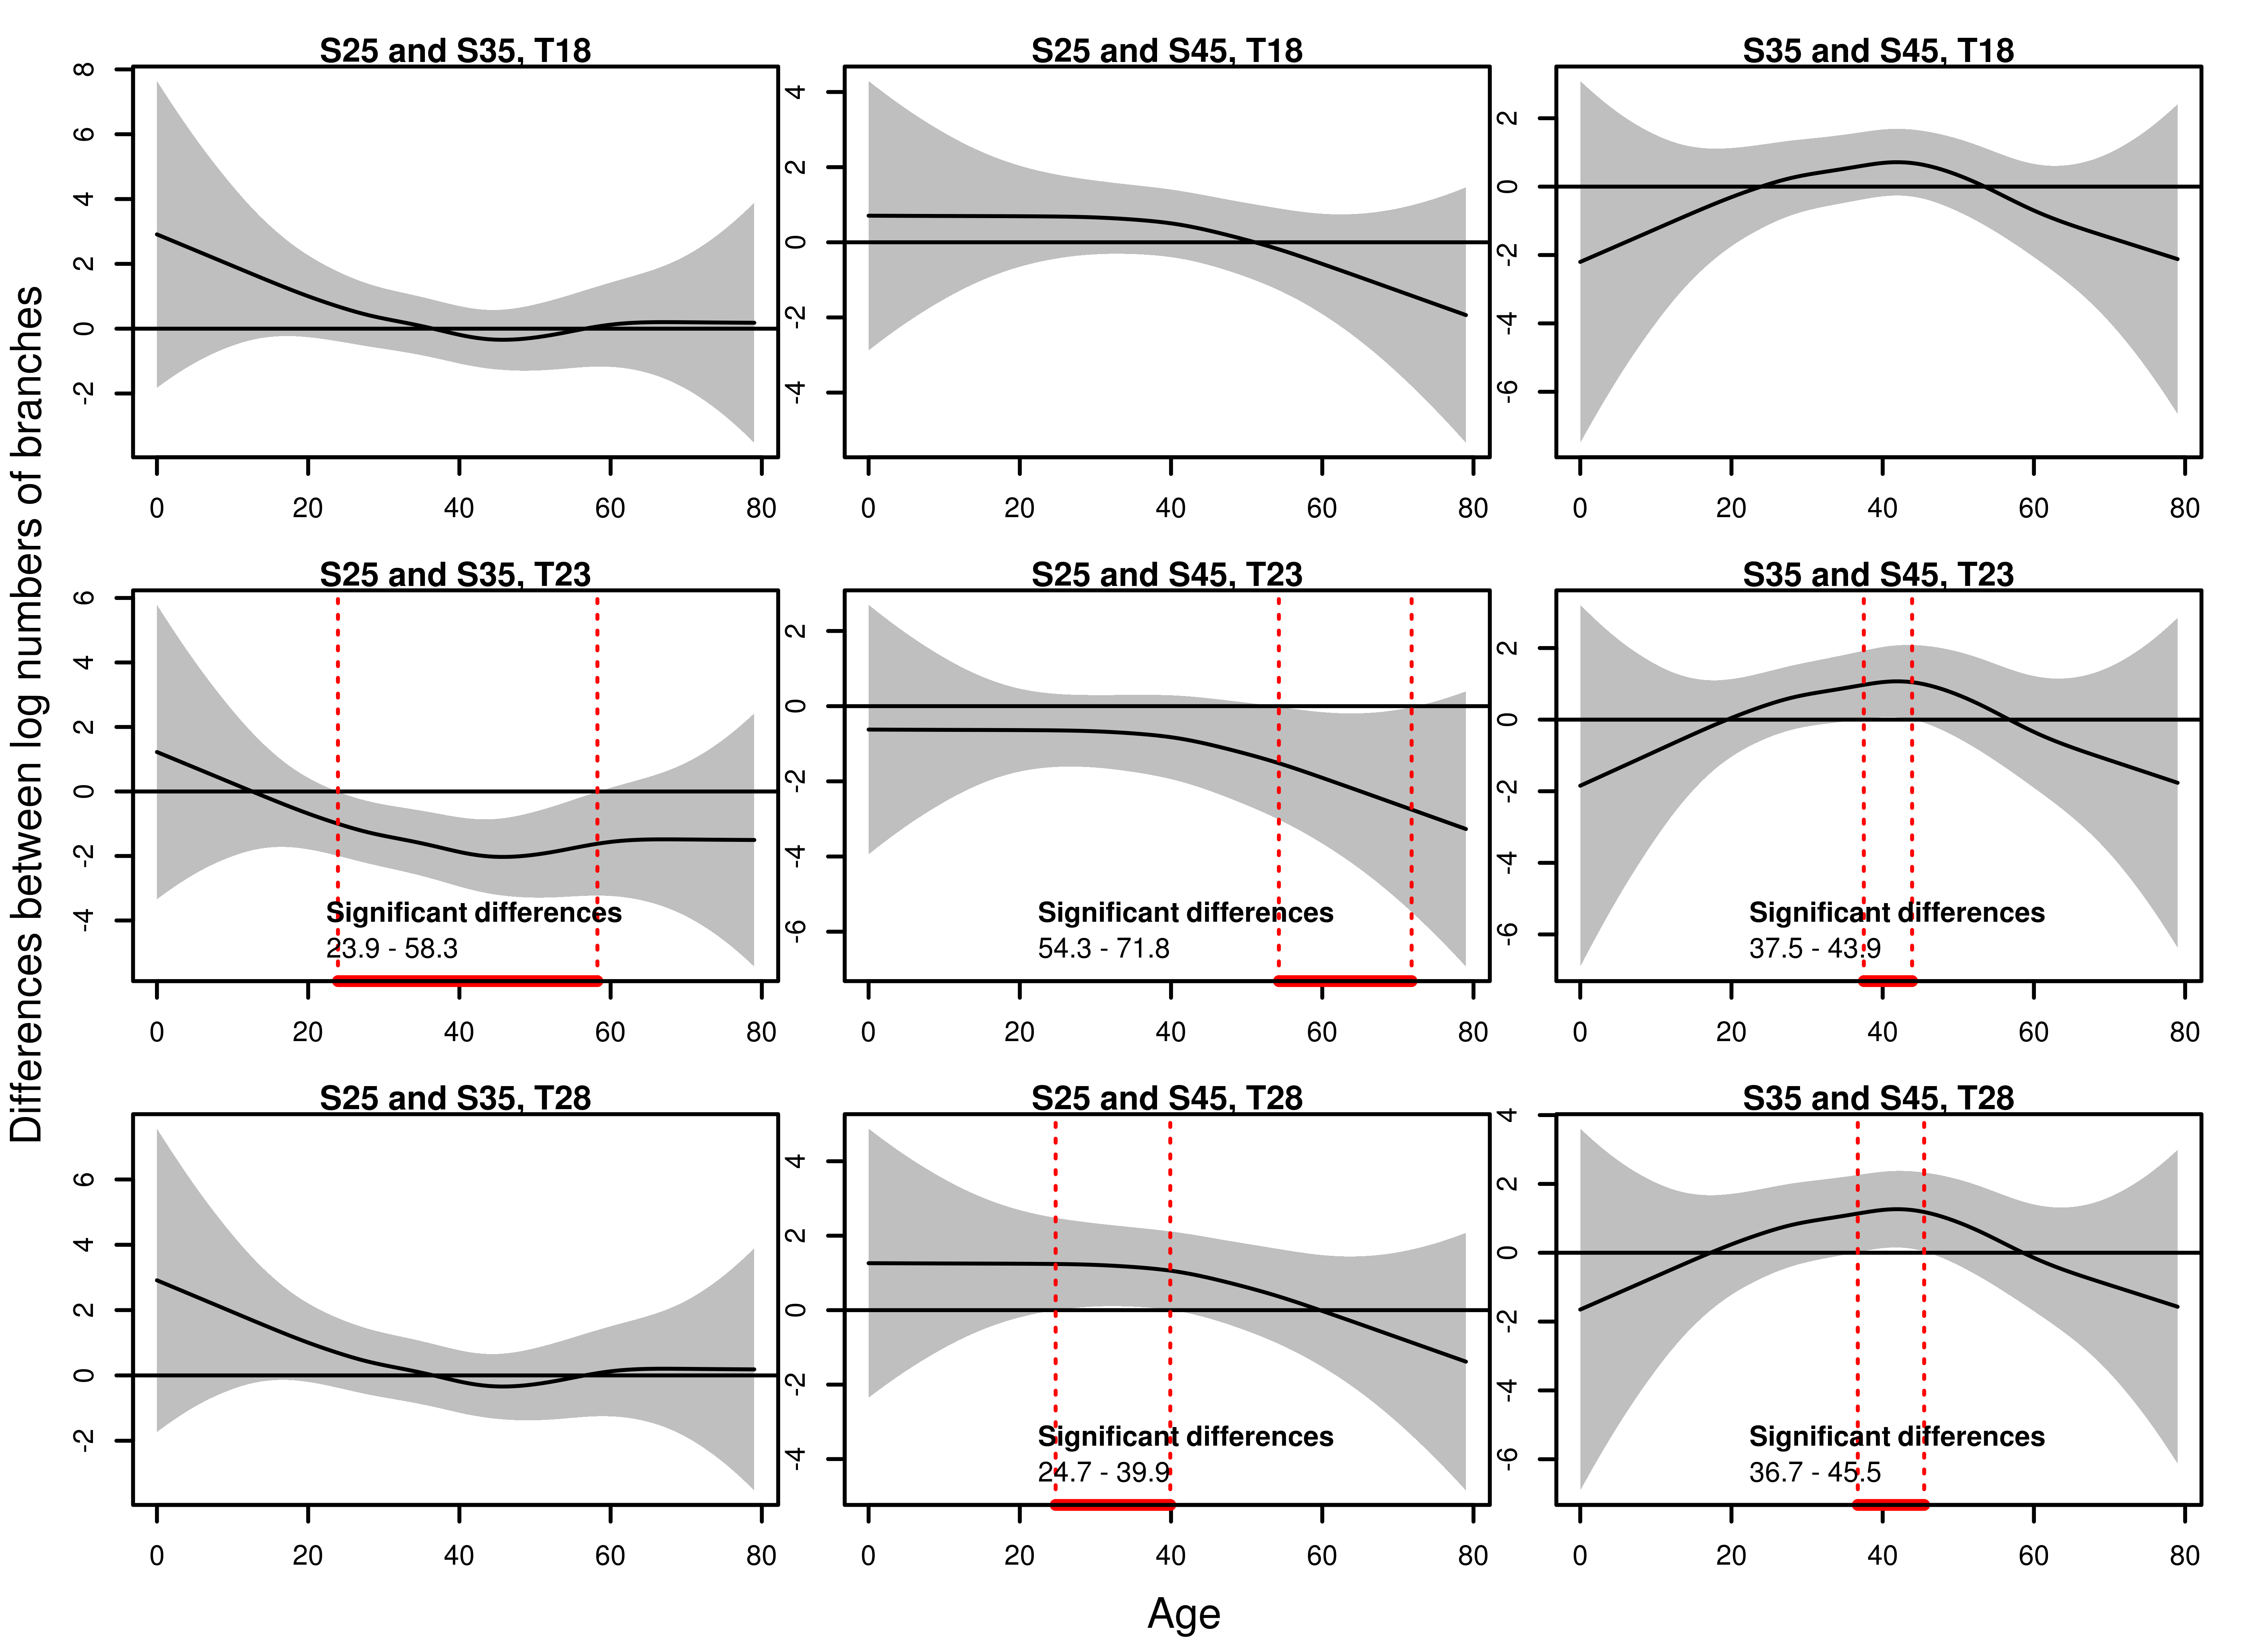 Differences between log numbers of branches
S25 and S35, T18
8
6
4
2
0
-2
0 20 40 60 80
S25 and S45, T18
4
2
0
-2
-4
0 20 40 60 80
S35 and S45, T18
2
0
-2
-4
-6
0 20 40 60 80
S25 and S35, T23
6
4
2
0
-2
-4
Significant differences
23.9 - 58.3
0 20 40 60 80
S25 and S45, T23
2
0
-2
-4
-6
Significant differences
54.3 - 71.8
0 20 40 60 80
S35 and S45, T23
2
0
-2
-4
-6
Significant differences
37.5 - 43.9
0 20 40 60 80
S25 and S35, T28
6
4
2
0
-2
0 20 40 60 80
S25 and S45, T28
4
2
0
-2
-4
Significant differences
24.7 - 39.9
0 20 40 60 80
S35 and S45, T28
4
2
0
-2
-4
-6
Significant differences
36.7 - 45.5
0 20 40 60 80
Age